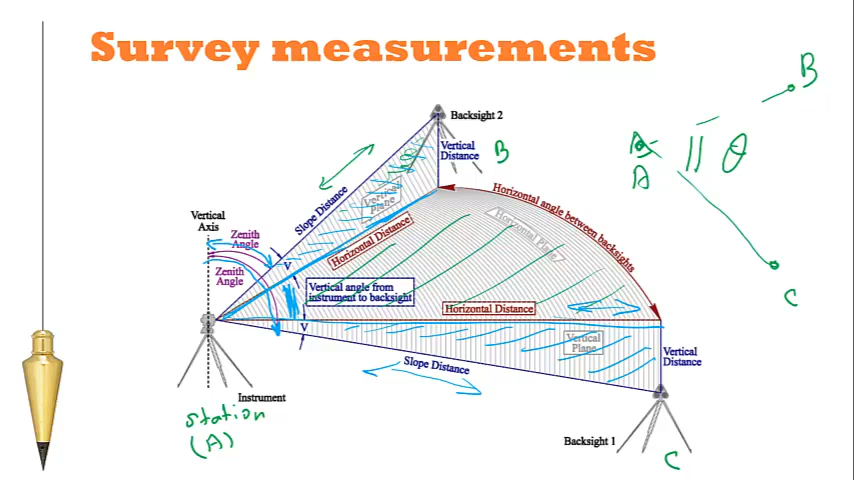 Survey measurements
Backsight 2
Vertical
Distance
B
Vertical
Plane
Slope Distance
Horizontal Distance
Horizontal angle between backsights
Horizontal Plane
Vertical
Axis
Zenith
Angle
Zenith
Angle
V
Vertical angle from
instrument to backsight
Horizontal Distance
V
Vertical
Plane
Slope Distance
Vertical
Distance
Instrument
station
(A)
Backsight 1
C
B
A
θ
C